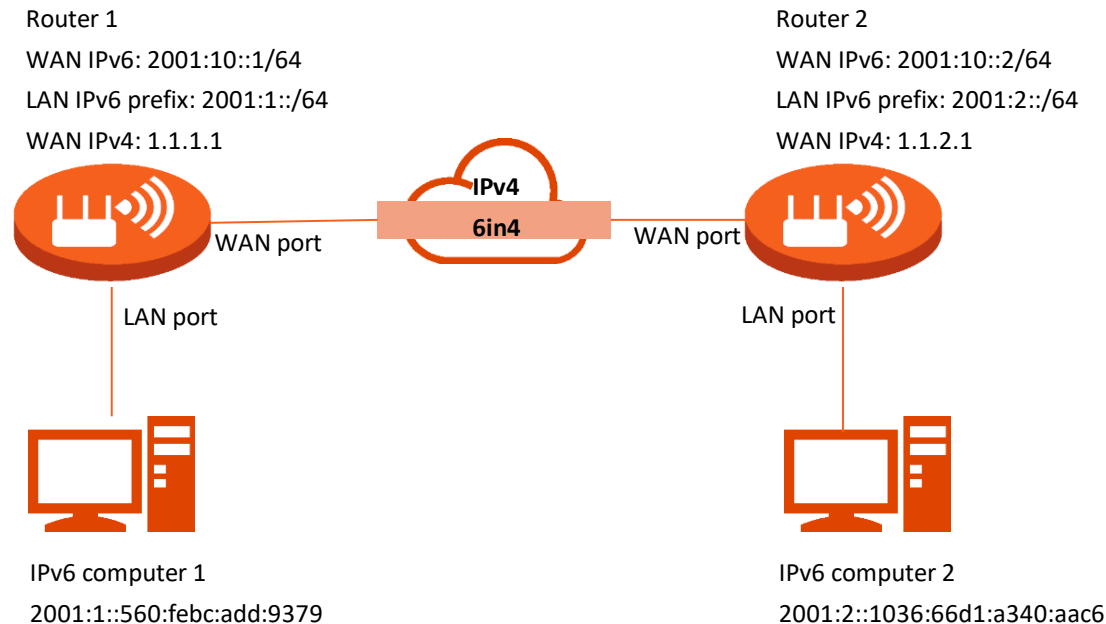 Router 1
WAN IPv6: 2001:10::1/64
LAN IPv6 prefix: 2001:1::/64
WAN IPv4: 1.1.1.1
Router 2
WAN IPv6: 2001:10::2/64
LAN IPv6 prefix: 2001:2::/64
WAN IPv4: 1.1.2.1
IPv4
6in4
WAN port
WAN port
LAN port
LAN port
IPv6 computer 1
2001:1::560:febc:add:9379
IPv6 computer 2
2001:2::1036:66d1:a340:aac6